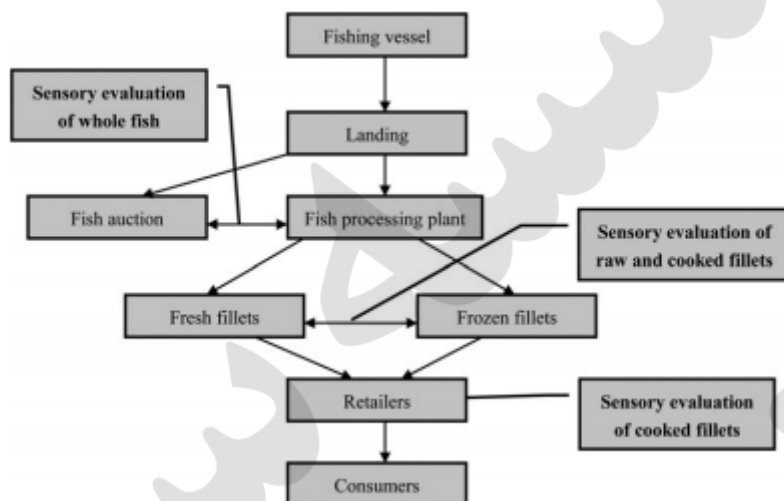 Fishing vessel
Sensory evaluation
of whole fish
Landing
Fish auction
Fish processing plant
Sensory evaluation of
raw and cooked fillets
Fresh fillets
Frozen fillets
Retailers
Sensory evaluation
of cooked fillets
Consumers